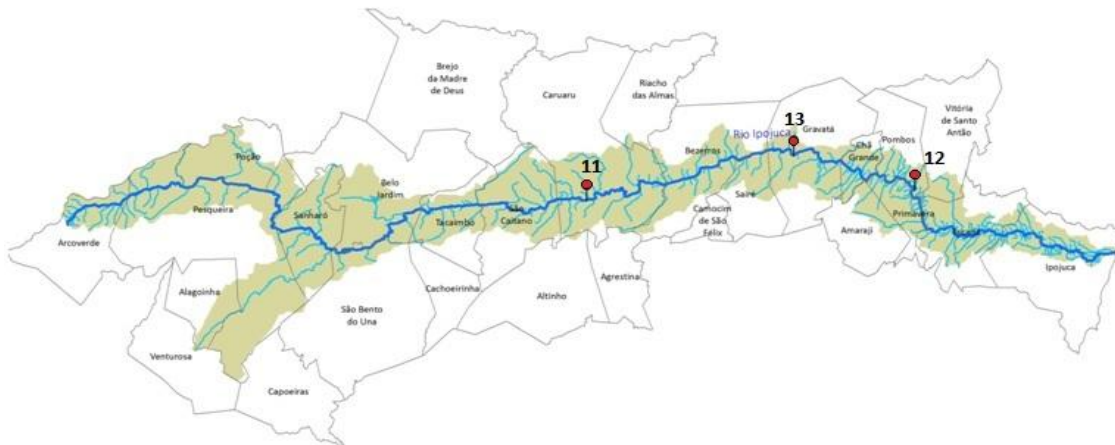 Brejo
da Madre
de Deus
Caruaru
Riacho
das Almas
Vitória
de Santo
Antão
13
Rio Ipojuca
Gravatá
Pombos
Chã
Grande
12
11
Bezerros
Poção
Belo
Jardim
Pesqueira
Sanharó
Tacaimbó
São
Caitano
Sairé
Camocim
de São
Félix
Primavera
Amaraji
Escada
Ipojuca
Arcoverde
Alagoinha
Cachoeirinha
Altinho
Agrestina
São Bento
do Una
Venturosa
Capoeiras